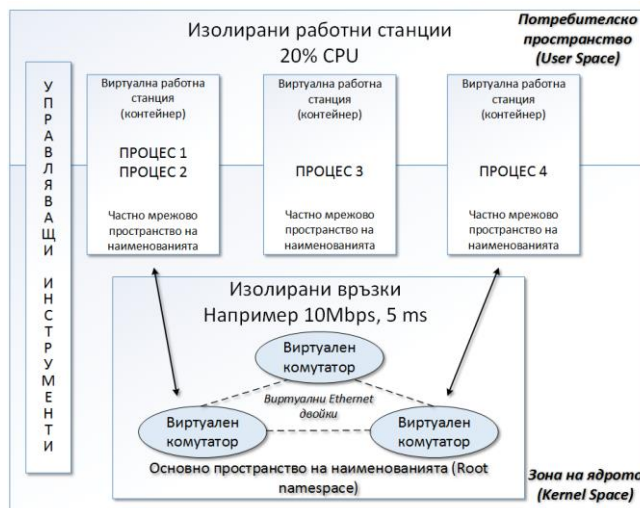 Изолирани работни станции
20% CPU
Потребителско
пространство
(User Space)
УПРАВЛЯВАЩИ ИНСТРУМЕНТИ
Виртуална работна
станция
(контейнер)
ПРОЦЕС 1
ПРОЦЕС 2
Частно мрежово
пространство на
наименованията
Виртуална работна
станция
(контейнер)
ПРОЦЕС 3
Частно мрежово
пространство на
наименованията
Виртуална работна
станция
(контейнер)
ПРОЦЕС 4
Частно мрежово
пространство на
наименованията
Изолирани връзки
Например 10Mbps, 5 ms
Виртуален
комутатор
Виртуални Ethernet
двойки
Виртуален
комутатор
Виртуален
комутатор
Основно пространство на наименованията (Root
namespace)
Зона на ядрото
(Kernel Space)